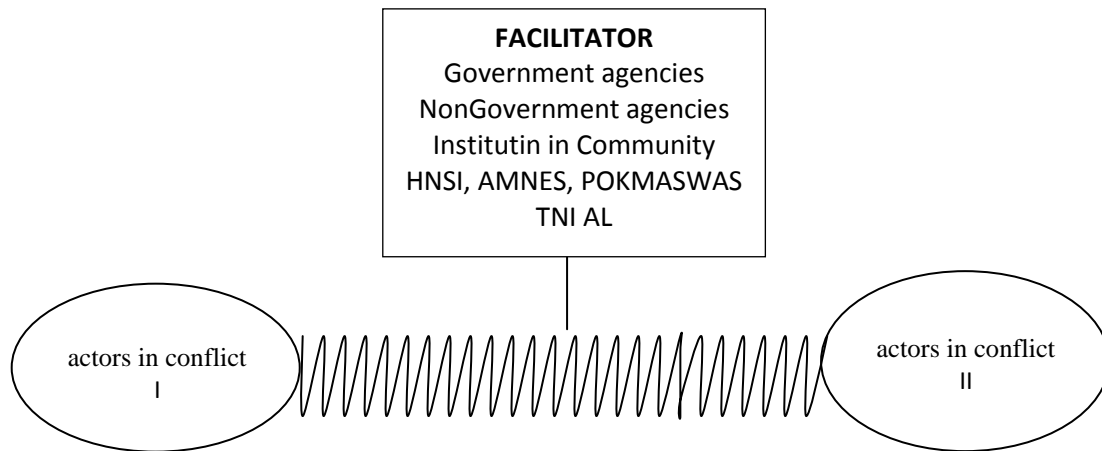 FACILITATOR
Government agencies
NonGovernment agencies
Institutin in Community
HNSI, AMNES, POKMASWAS
TNI AL
actors in conflict
I
actors in conflict
II